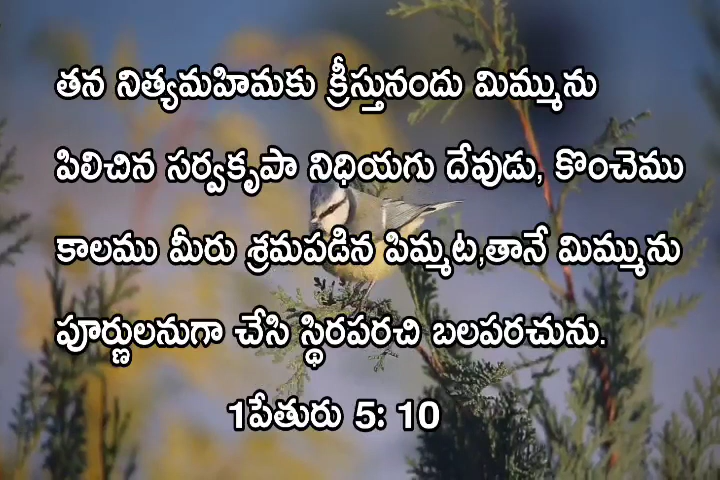 తన నిత్యమహిమకు క్రీస్తునందు మిమ్మును
పిలిచిన సర్వకృపా నిధియగు దేవుడు, కొంచెము
కాలము మీరు శ్రమపడిన పిమ్మట,తానే మిమ్మును
పూర్ణులనుగా చేసి స్థిరపరచి బలపరచును.
1పేతురు 5: 10